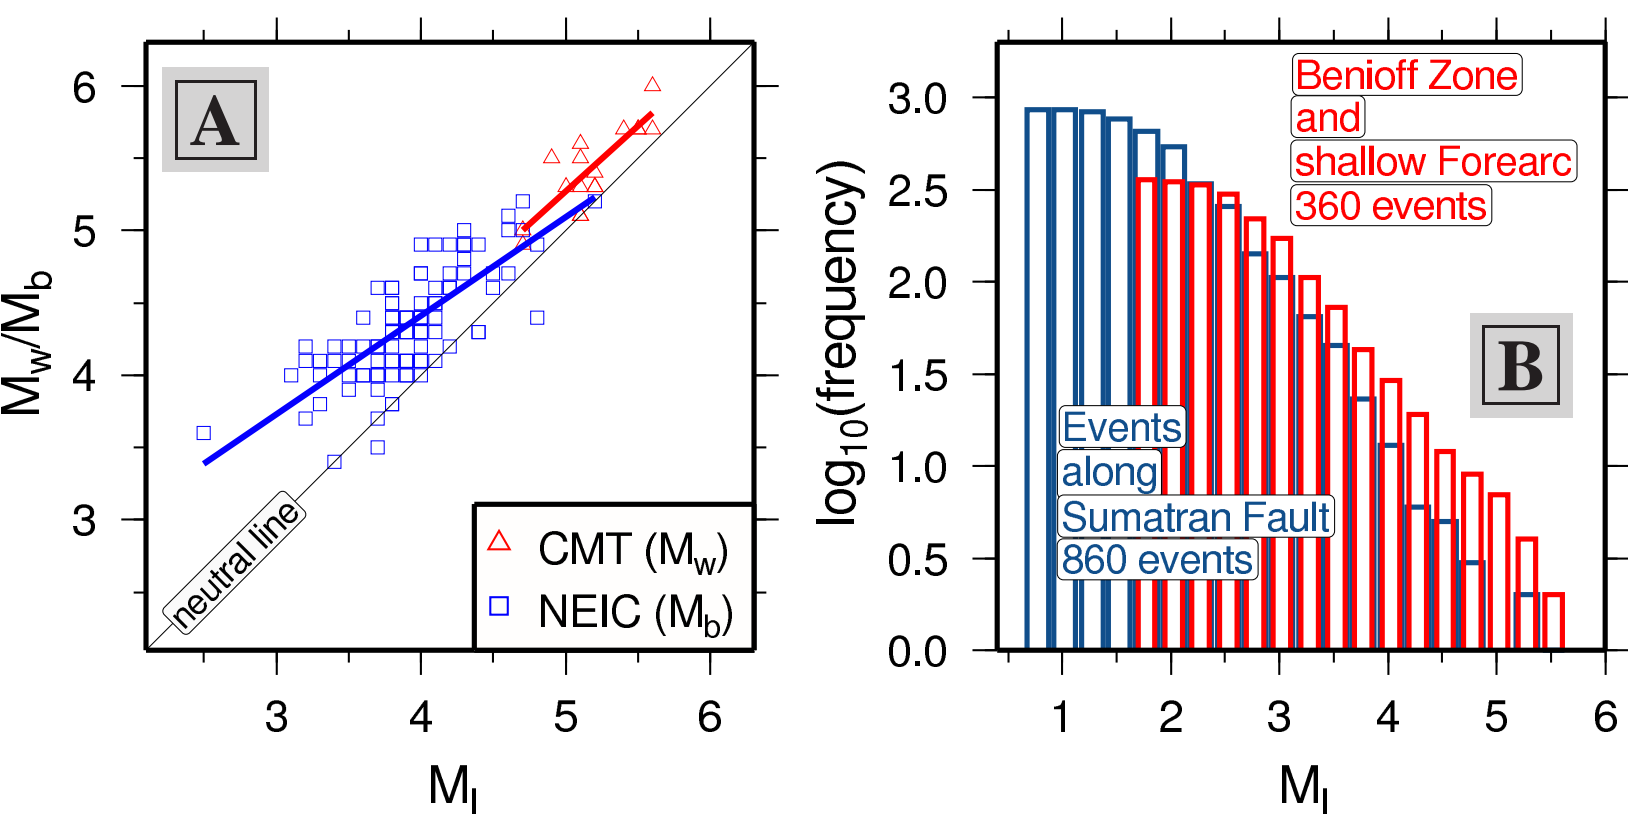 A
6
5
4
3
Mw/Mb
neutral line
CMT (Mw)
NEIC (Mb)
3 4 5 6
Ml
B
3.0
2.5
2.0
1.5
1.0
0.5
0.0
log10(frequency)
Benioff Zone
and
shallow Forearc
360 events
Events
along
Sumatran Fault
860 events
1 2 3 4 5 6
Ml